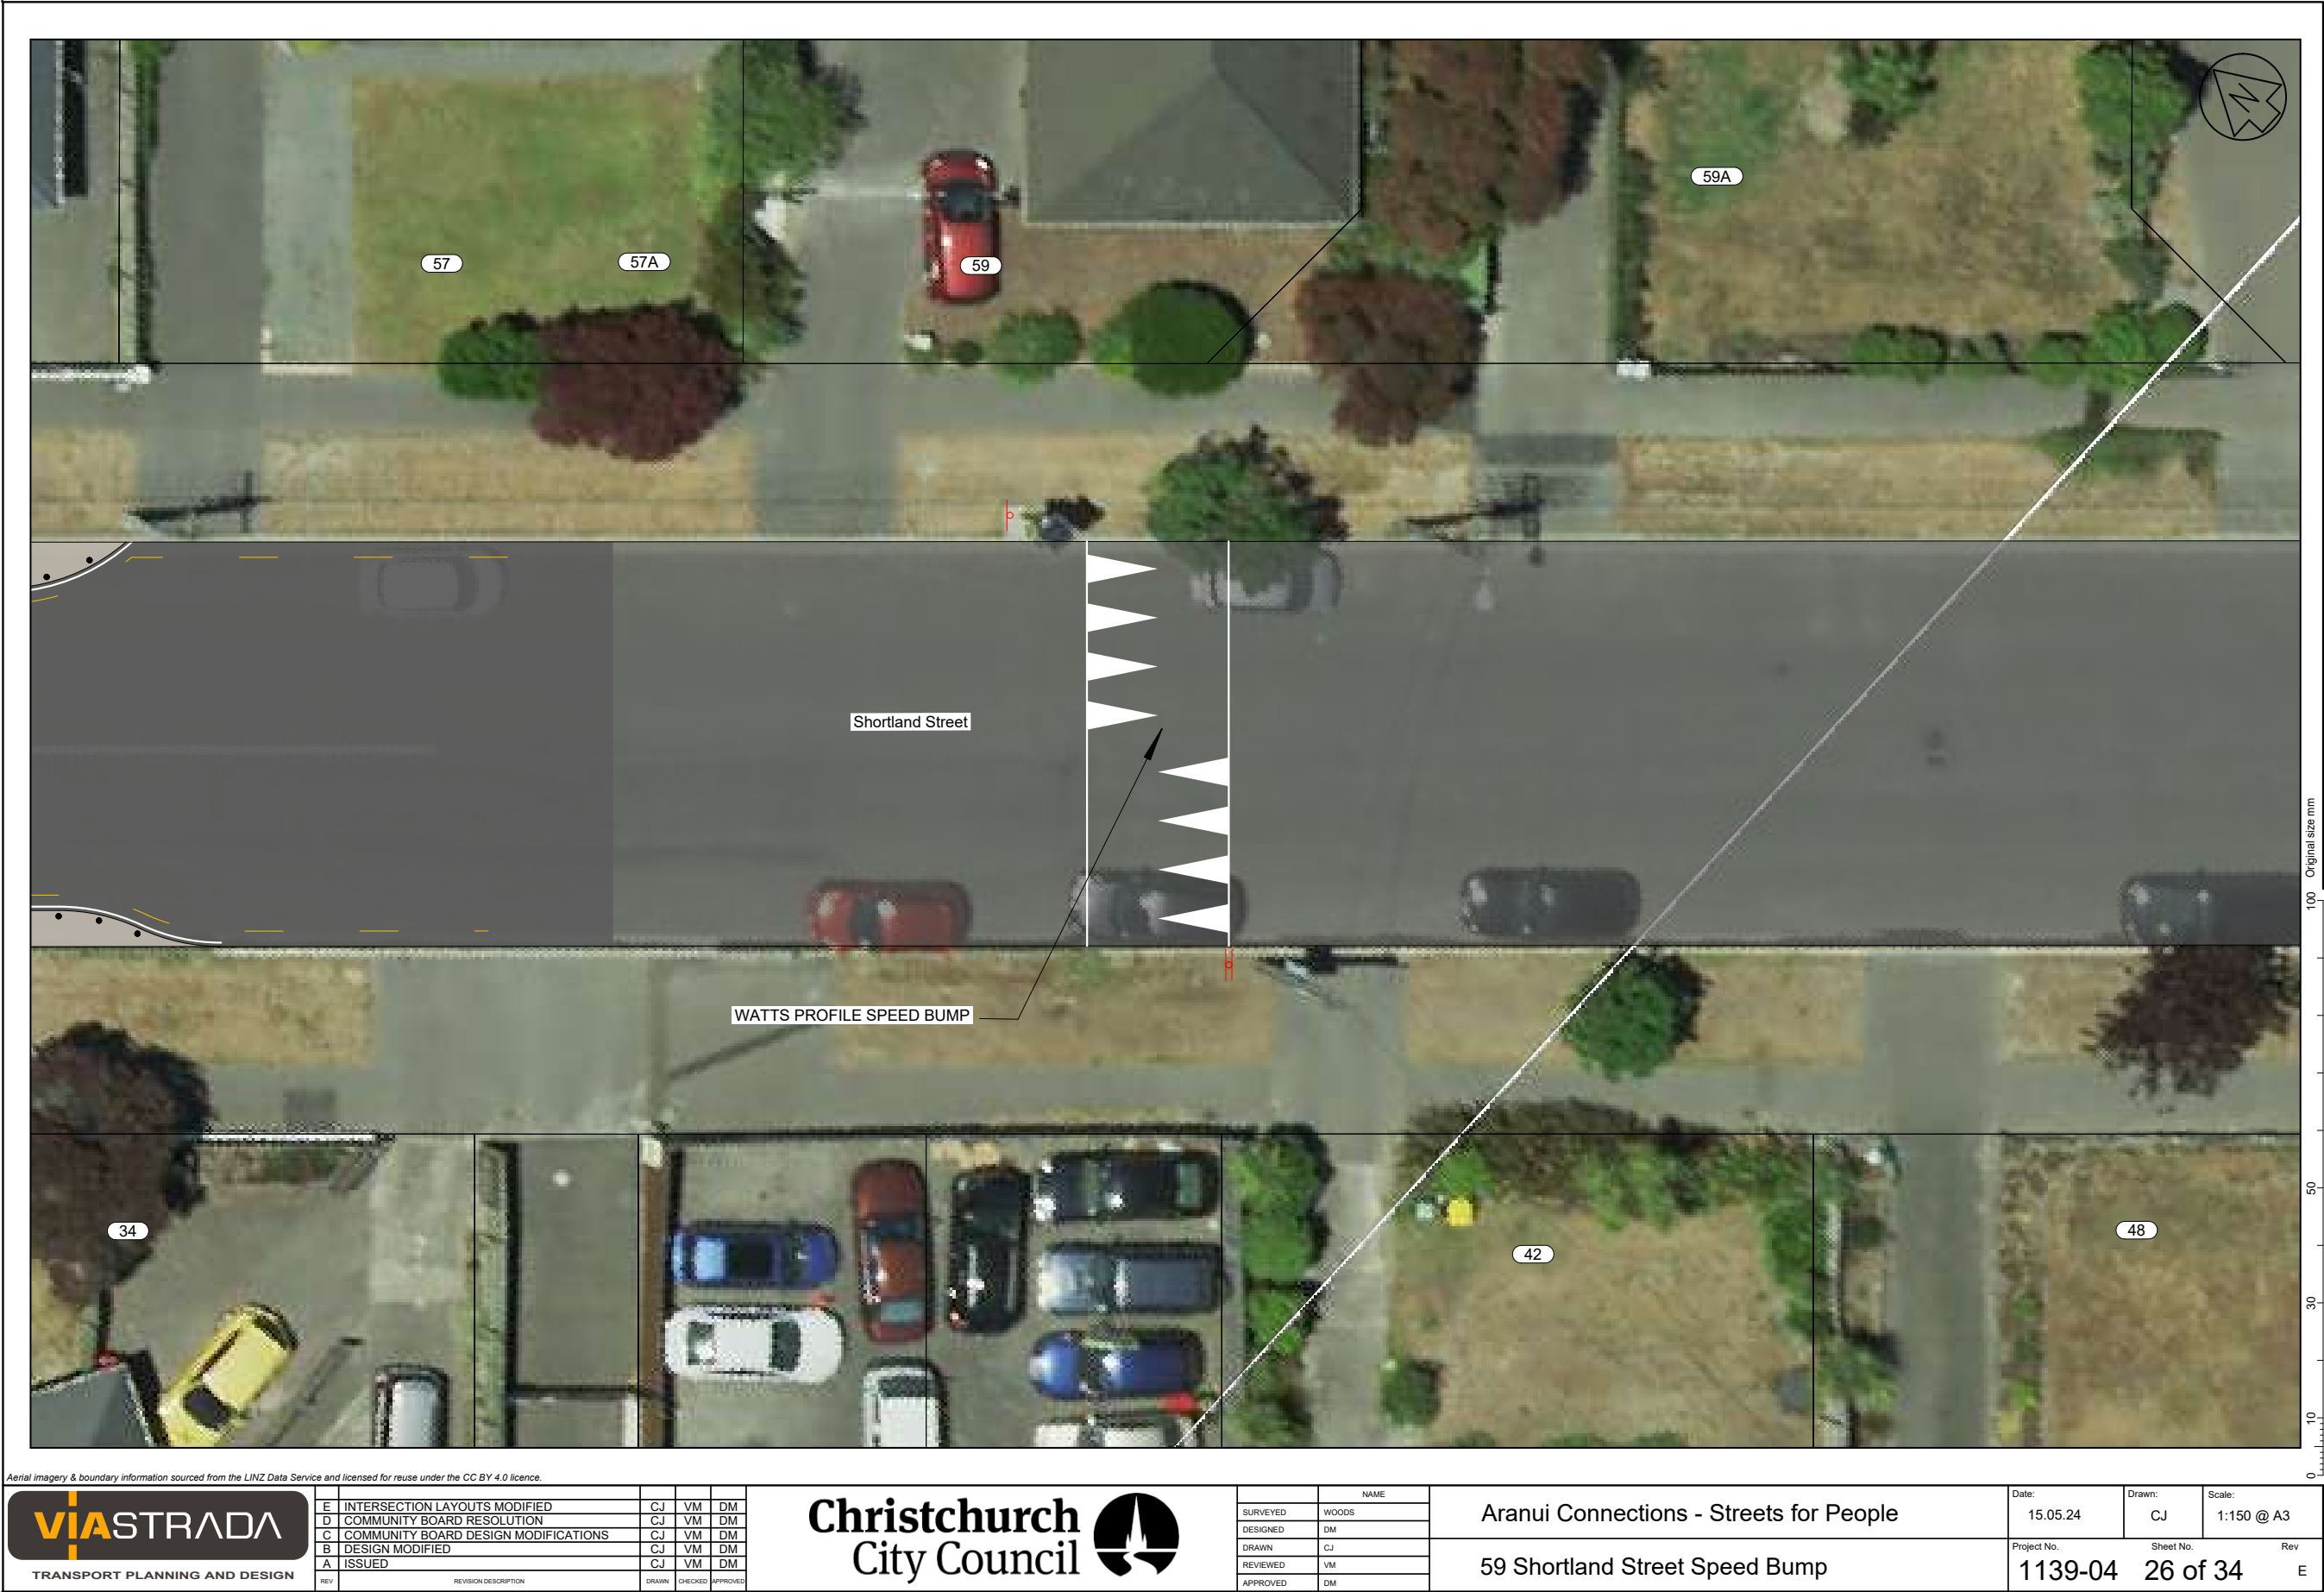 57
57A
59
59A
N
Shortland Street
WATTS PROFILE SPEED BUMP
34
42
48
Original size mm
100
50
30
10
0
Aerial imagery & boundary information sourced from the LINZ Data Service and licensed for reuse under the CC BY 4.0 licence.
VIASTRADA
TRANSPORT PLANNING AND DESIGN
E INTERSECTION LAYOUTS MODIFIED CJ VM DM
D COMMUNITY BOARD RESOLUTION CJ VM DM
C COMMUNITY BOARD DESIGN MODIFICATIONS CJ VM DM
B DESIGN MODIFIED CJ VM DM
A ISSUED CJ VM DM
REV REVISION DESCRIPTION DRAWN CHECKED APPROVED
Christchurch
City Council
NAME
SURVEYED WOODS
DESIGNED DM
DRAWN CJ
REVIEWED VM
APPROVED DM
Aranui Connections - Streets for People
59 Shortland Street Speed Bump
Date: Drawn: Scale:
15.05.24 CJ 1:150 @ A3
Project No. Sheet No. Rev
1139-04 26 of 34 E